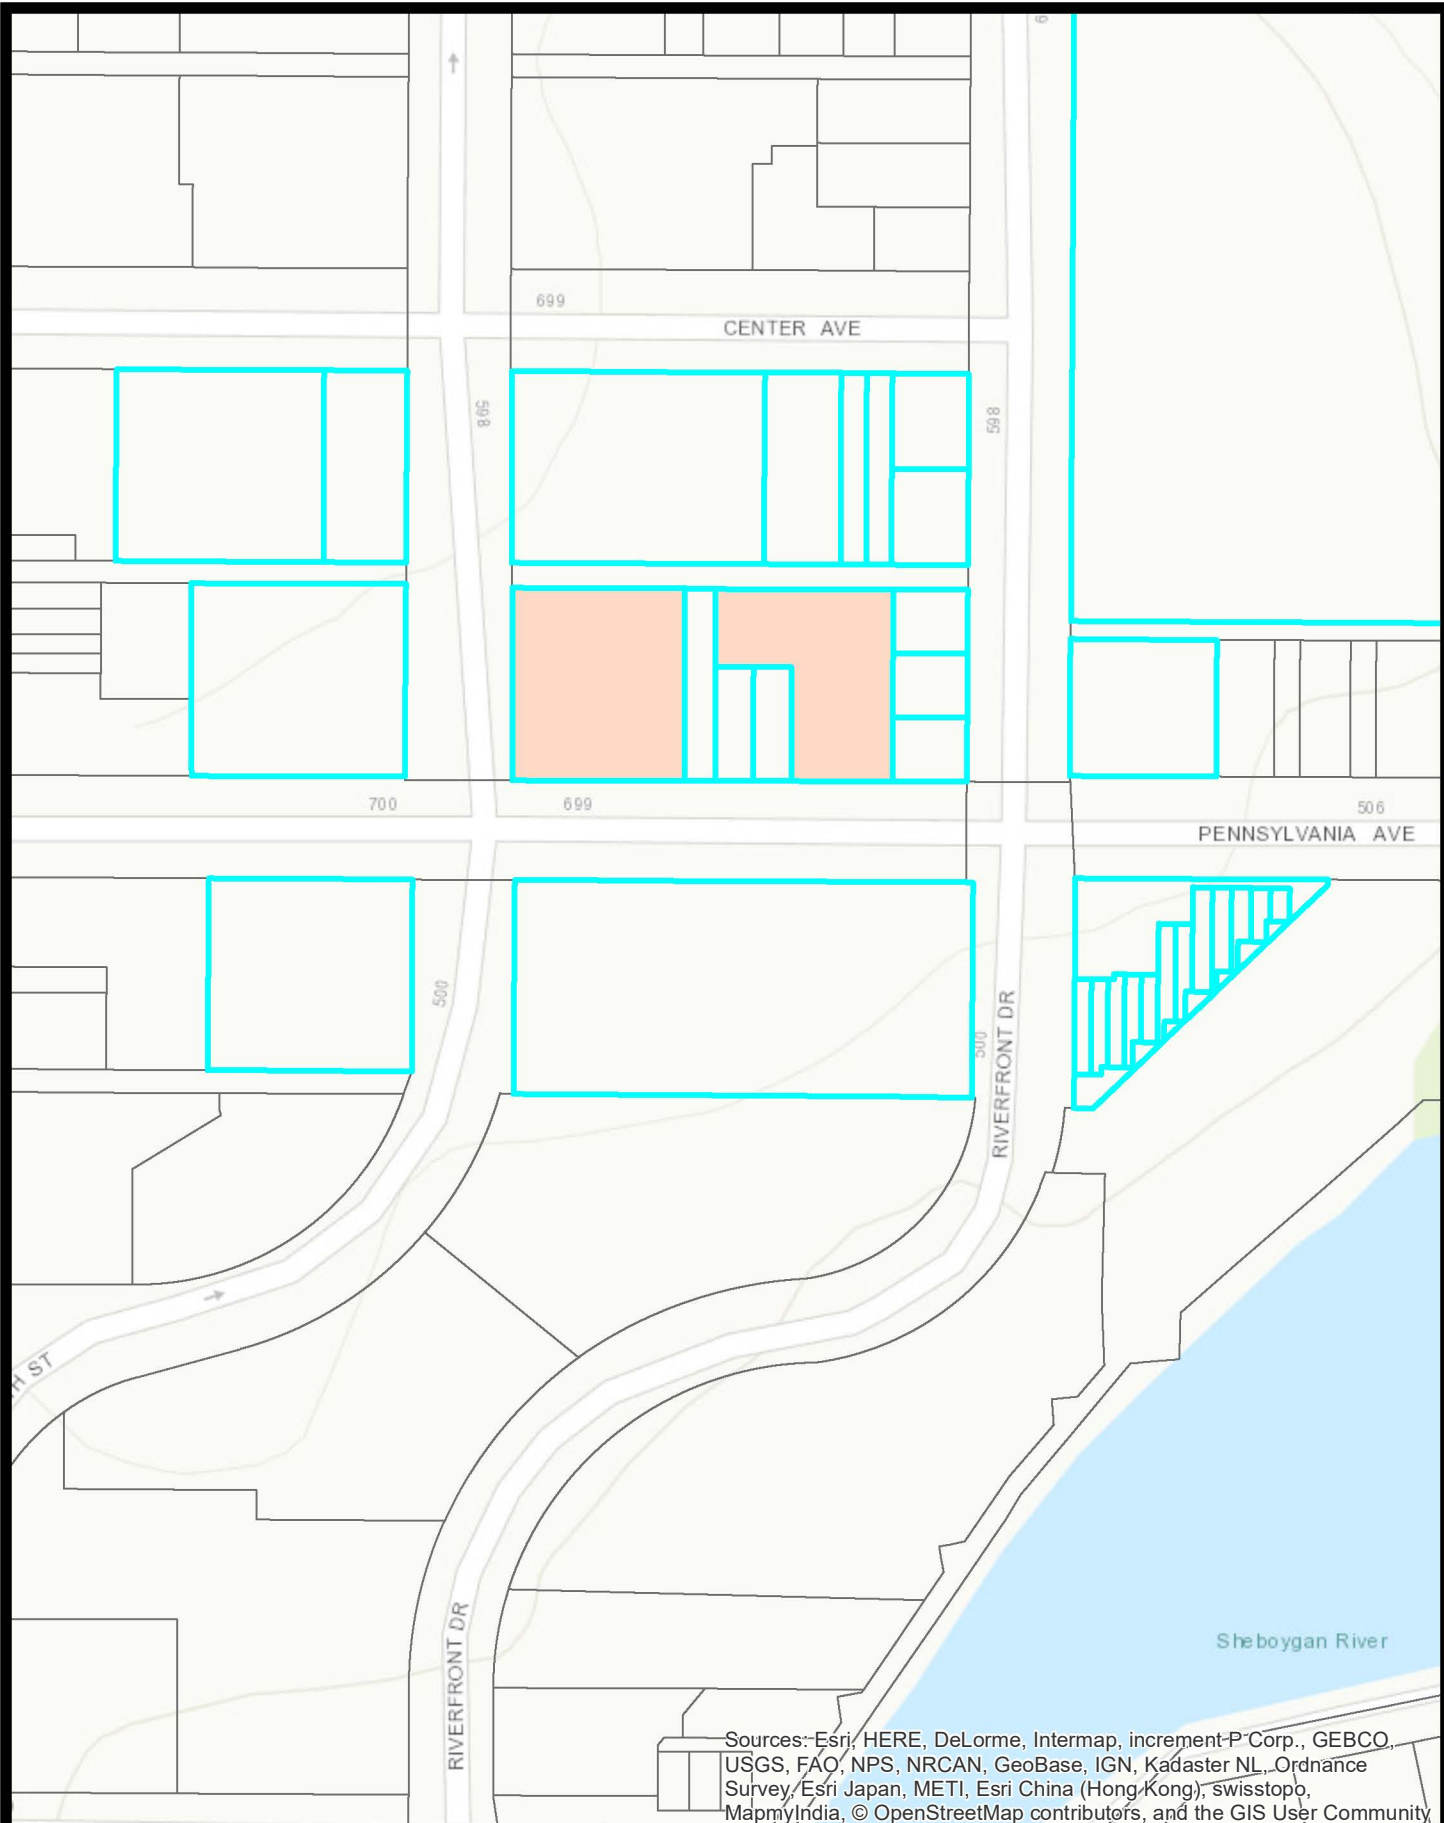 9
699
CENTER AVE
598
598
700
699
506
PENNSYLVANIA AVE
500
500
RIVERFRONT DR
H ST
RIVERFRONT DR
Sheboygan River
Sources: Esri, HERE, DeLorme, Intermap, increment P Corp., GEBCO,
USGS, FAO, NPS, NRCAN, GeoBase, IGN, Kadaster NL, Ordnance
Survey, Esri Japan, METI, Esri China (Hong Kong), swisstopo,
MapmyIndia, © OpenStreetMap contributors, and the GIS User Community